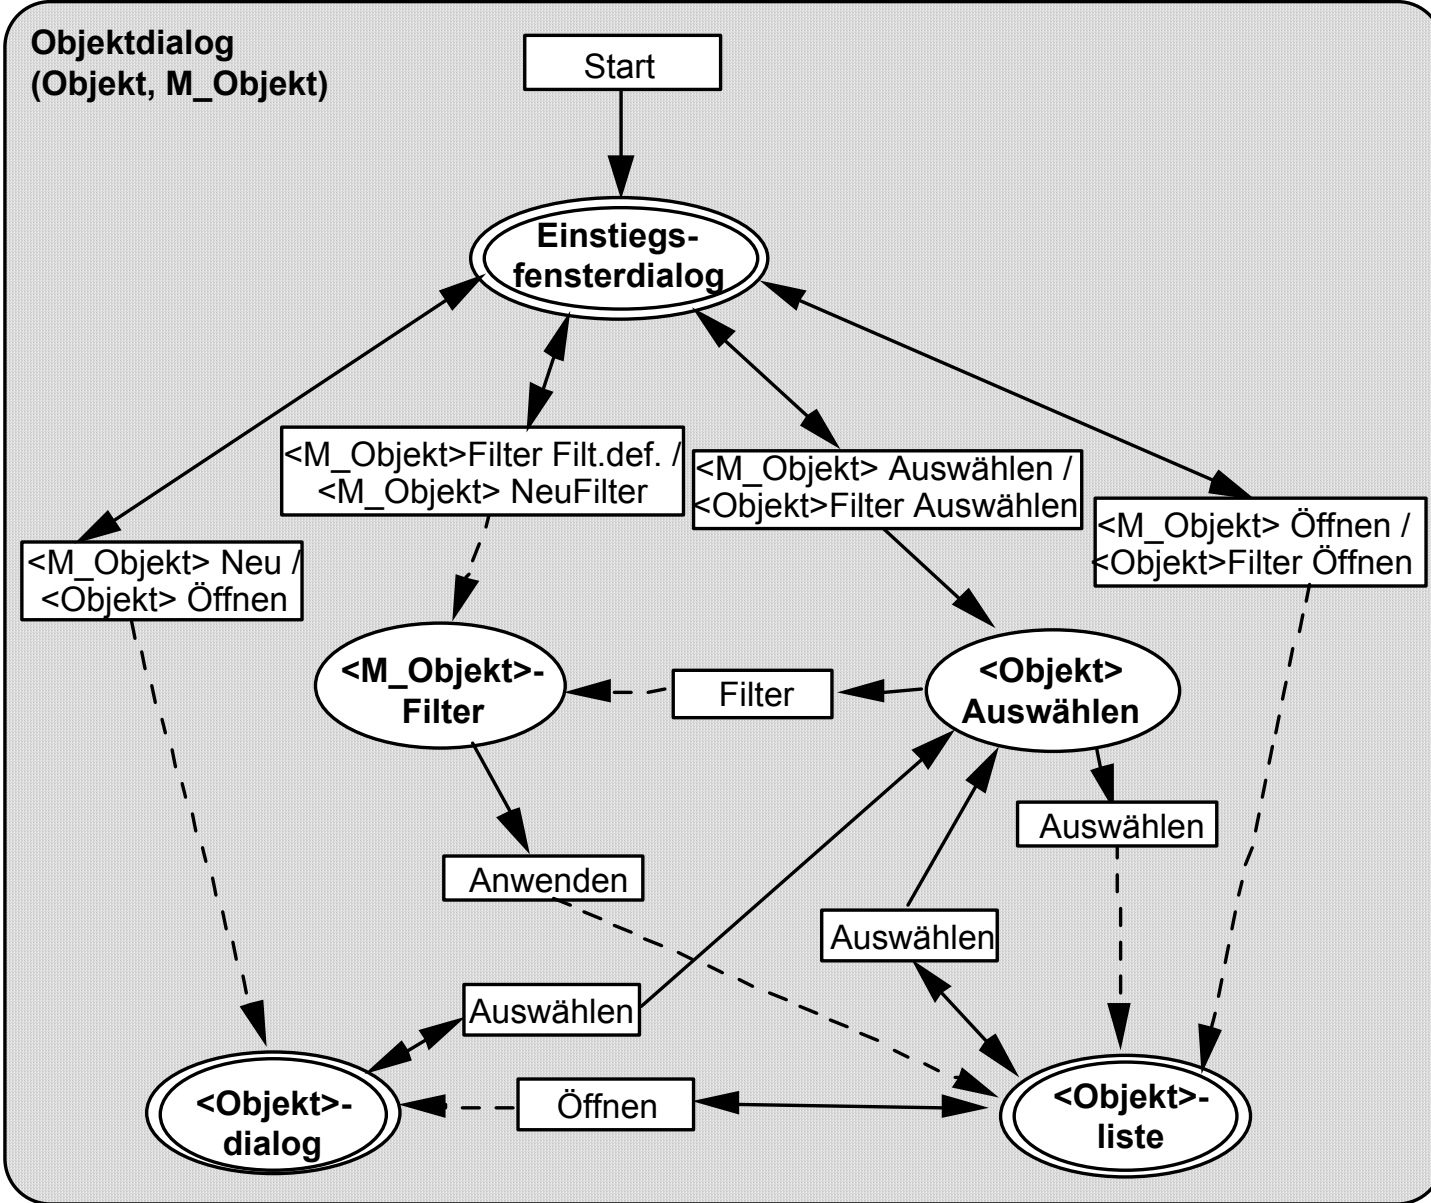 Objektdialog
(Objekt, M_Objekt)
Start
Einstiegs-
fensterdialog
<M_Objekt>Filter Filt.def. /
<M_Objekt> NeuFilter
<M_Objekt> Auswählen /
<Objekt>Filter Auswählen
<M_Objekt> Öffnen /
<Objekt>Filter Öffnen
<M_Objekt> Neu /
<Objekt> Öffnen
<M_Objekt>-
Filter
Filter
<Objekt>
Auswählen
Auswählen
Anwenden
Auswählen
Auswählen
<Objekt>-
dialog
Öffnen
<Objekt>-
liste